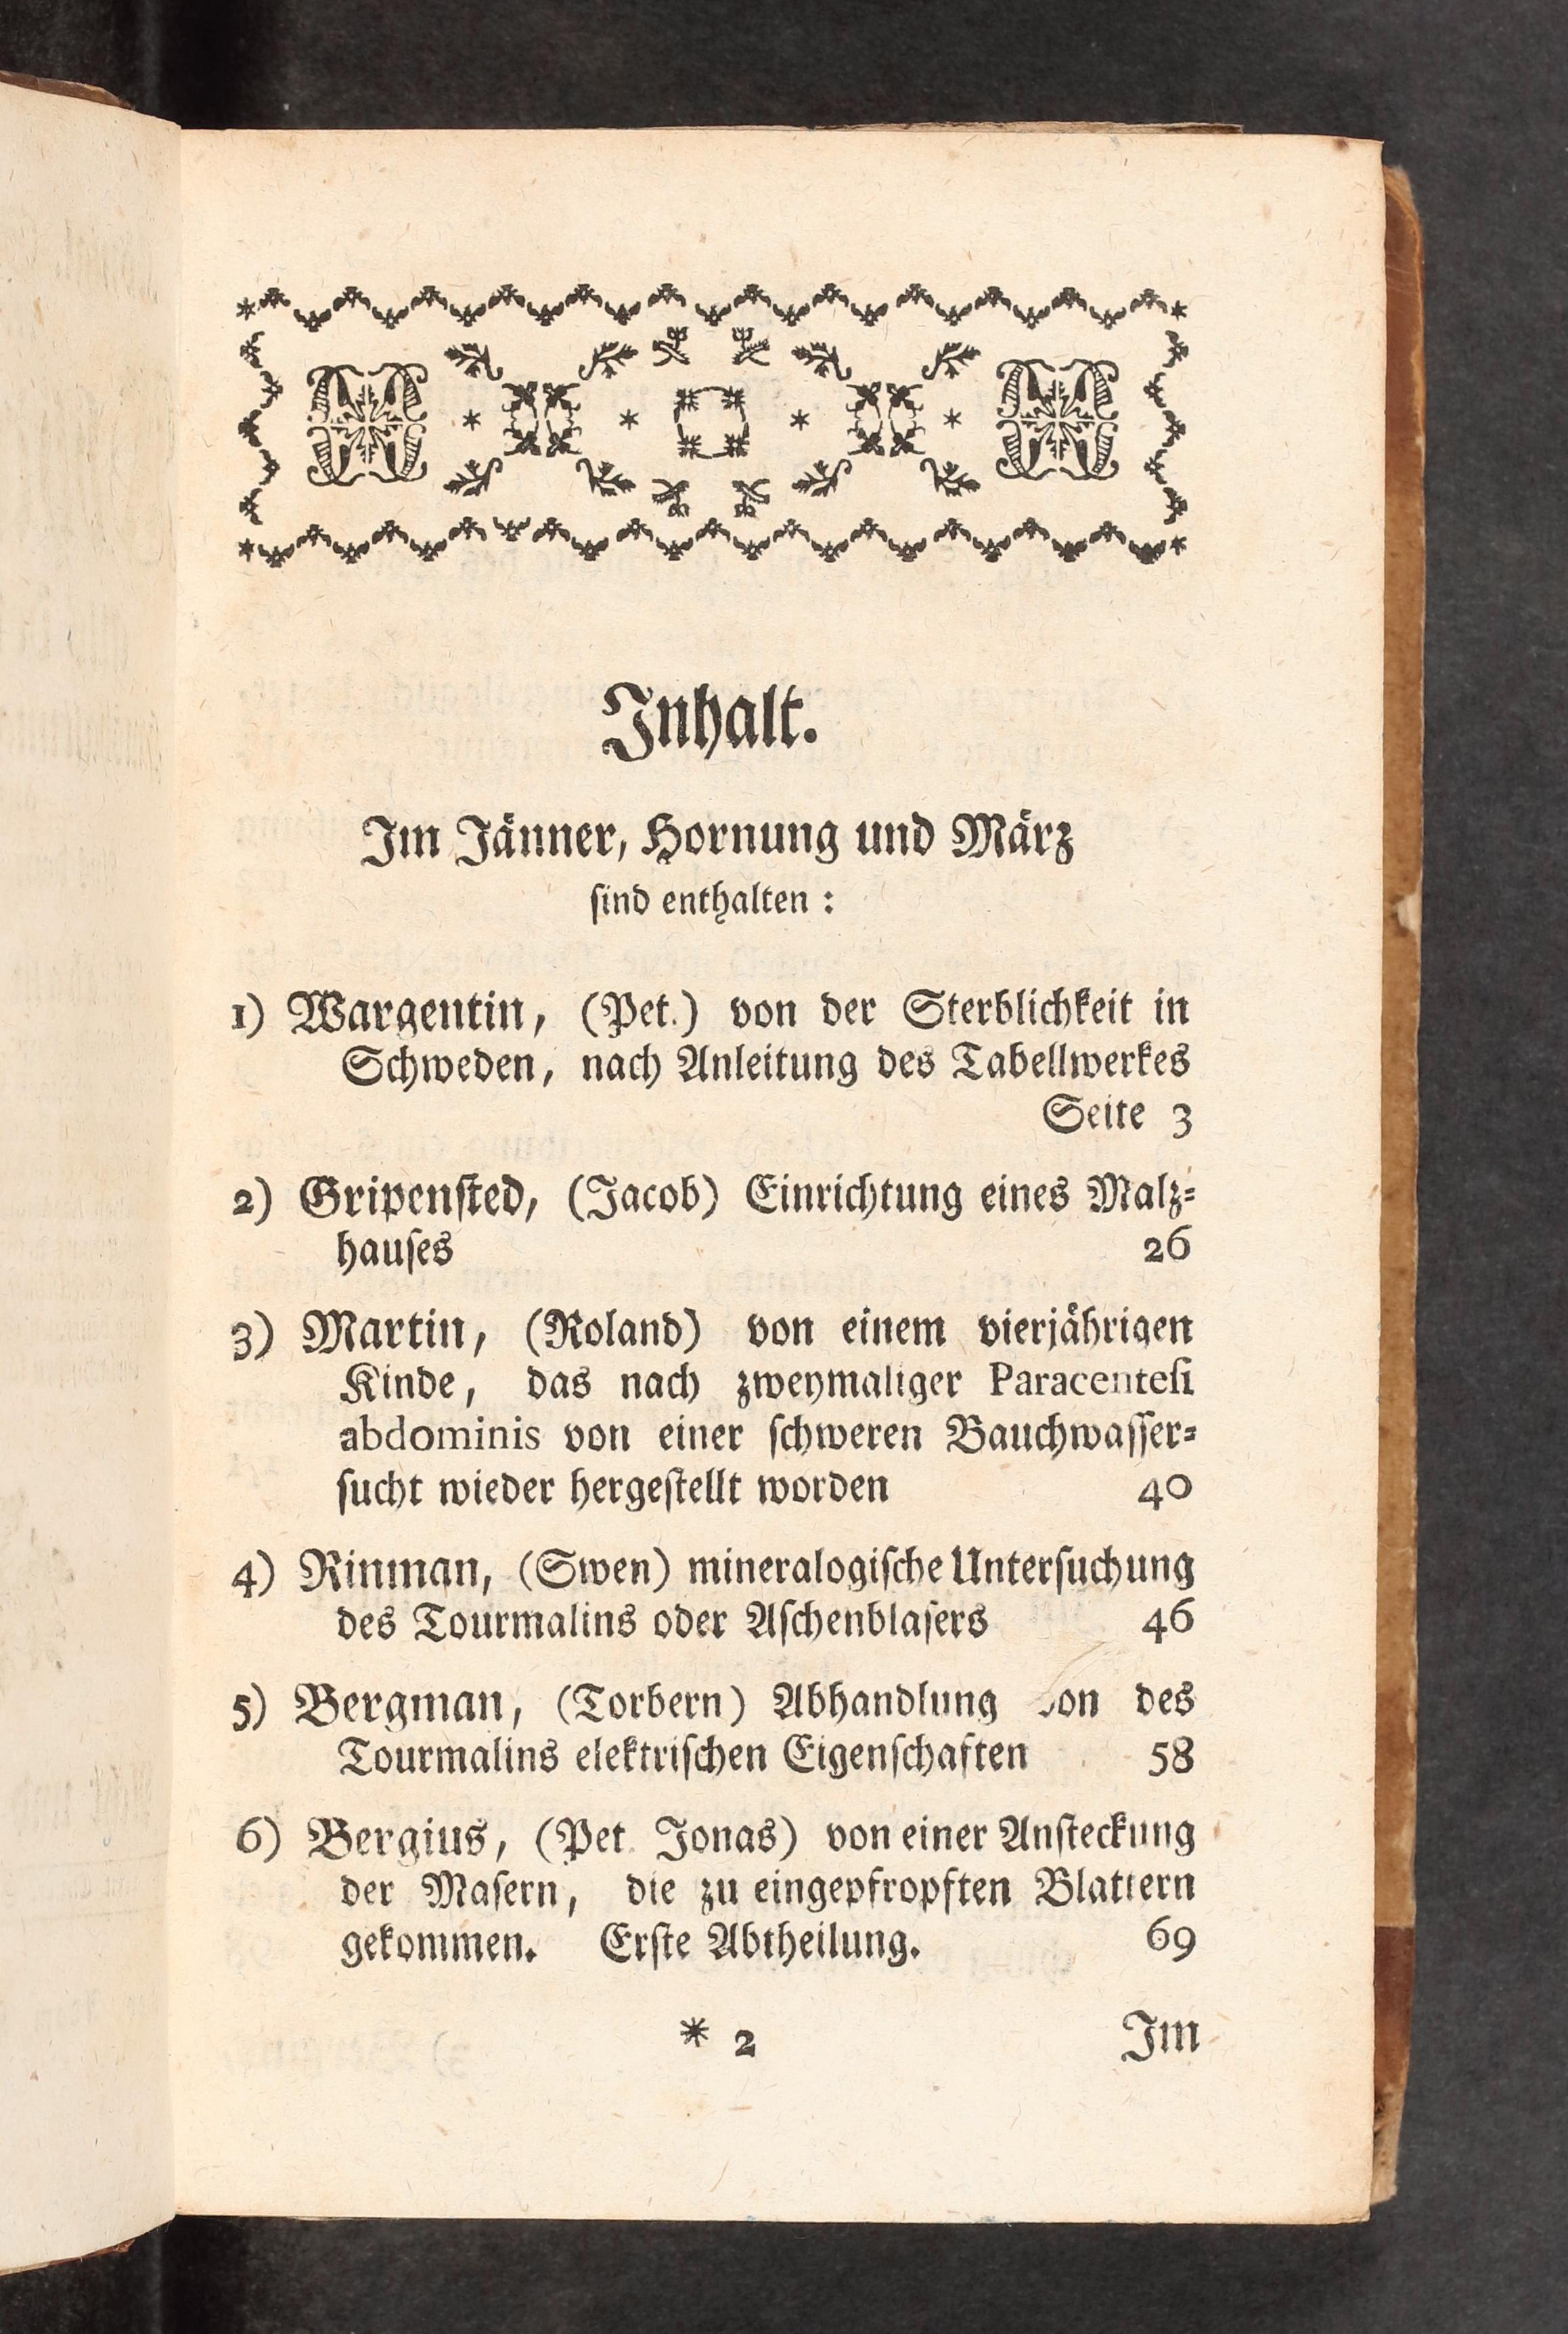 Inhalt.
Im Jänner, Hornung und März
ſind enthalten:
1) Wargentin, (Pet.) von der Sterblichkeit in
Schweden, nach Anleitung des Tabellwerkes
Seite 3
2) Gripenſted, (Jacob) Einrichtung eines Malz-
hauſes 26
3) Martin, (Roland) von einem vierjährigen
Kinde, das nach zweymaliger Paracenteſi
abdominis von einer ſchweren Bauchwaſſer-
ſucht wieder hergeſtellt worden 40
4) Rinman, (Swen) mineralogiſche Unterſuchung
des Tourmalins oder Aſchenblaſers 46
5) Bergman, (Torbern) Abhandlung von des
Tourmalins elektriſchen Eigenſchaften 58
6) Bergius, (Pet. Jonas) von einer Anſteckung
der Maſern, die zu eingepfropften Blattern
gekommen. Erſte Abtheilung. 69
* 2 Im